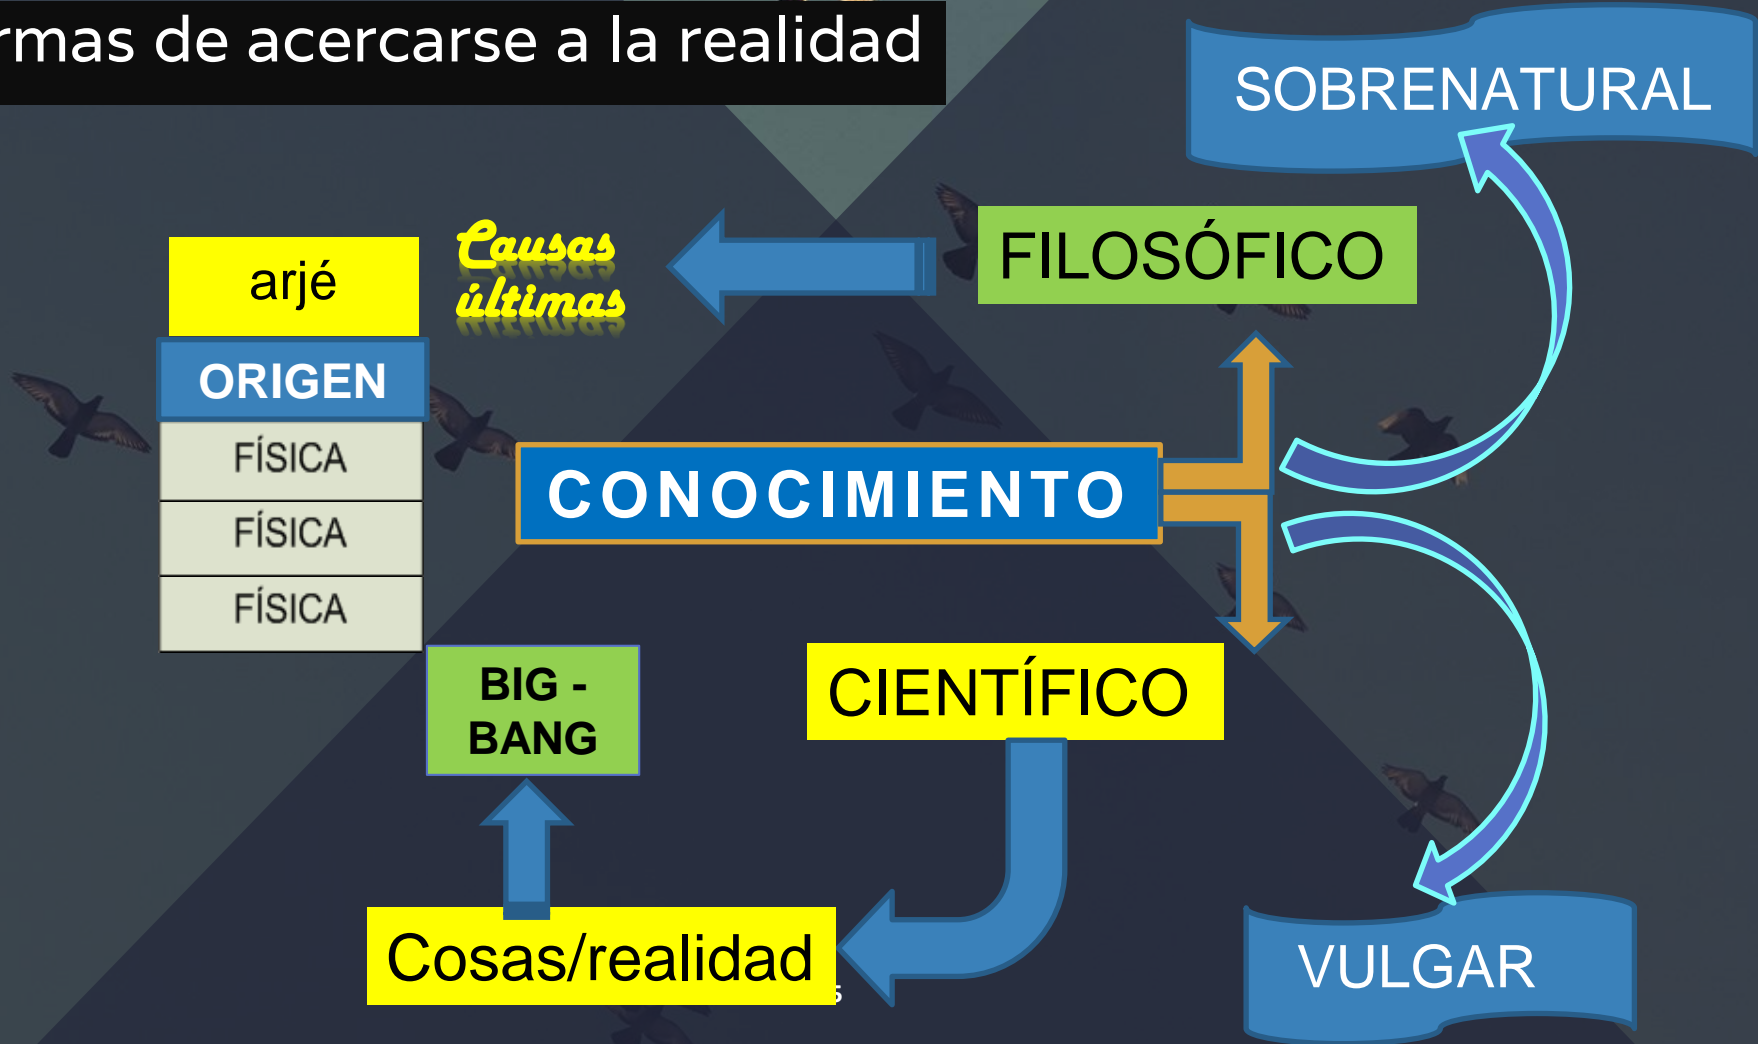 rmas de acercarse a la realidad
SOBRENATURAL
FILOSÓFICO
Causas
últimas
arjé
ORIGEN
FÍSICA
FÍSICA
FÍSICA
CONOCIMIENTO
BIG -
BANG
CIENTÍFICO
Cosas/realidad
VULGAR